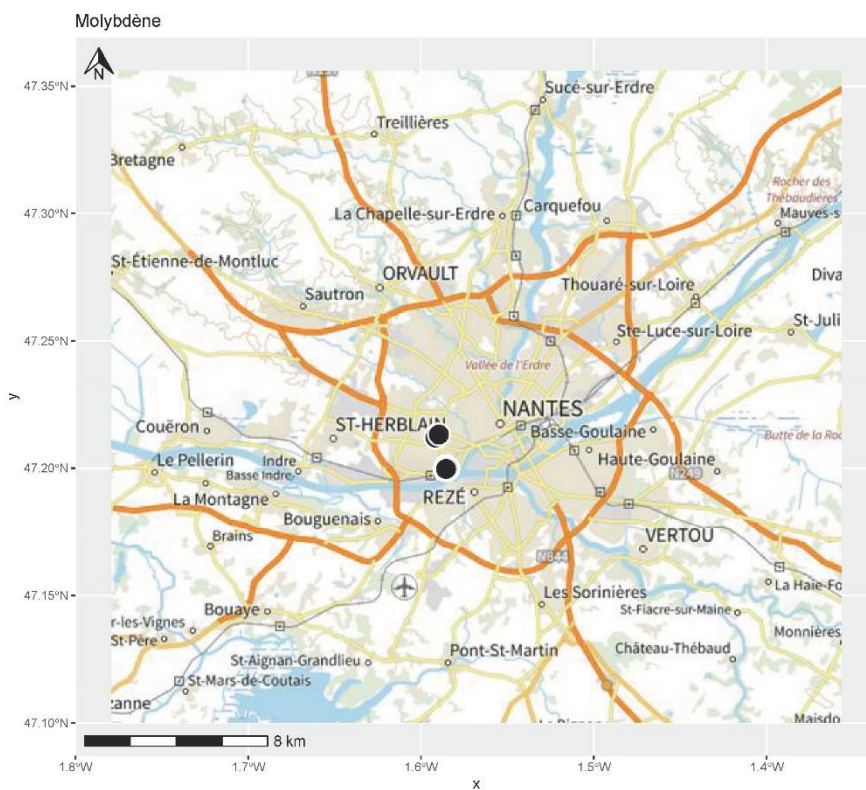 Molybdène
N
47.35°N
47.30°N
47.25°N
47.20°N
47.15°N
47.10°N
y
Sucé-sur-Erdre
Treillières
Bretagne
Rocher des
Thébaudières
Carquefou
La Chapelle-sur-Erdre
Mauves-s
St-Étienne-de-Montluc
ORVAULT
Diva
Thouaré-sur-Loire
Sautron
St-Juli
Ste-Luce-sur-Loire
Vallée de l'Erdre
NANTES
ST-HERBLAIN
Couëron
Basse-Goulaine
Butte de la Roc
Le Pellerin
Indre
Basse Indre
Haute-Goulaine
N249
La Montagne
REZÉ
Bouguenais
Brains
VERTOU
N844
La Haie-Fo
Les Sorinières
Bouaye
St-Fiacre-sur-Maine
r-les-Vignes
Monnières
St-Père
Château-Thébaud
St-Aignan-Grandlieu
Pont-St-Martin
St-Mars-de-Coutais
zanne
Maisdo
8 km
1.8°W
1.7°W
1.6°W
1.5°W
1.4°W
x